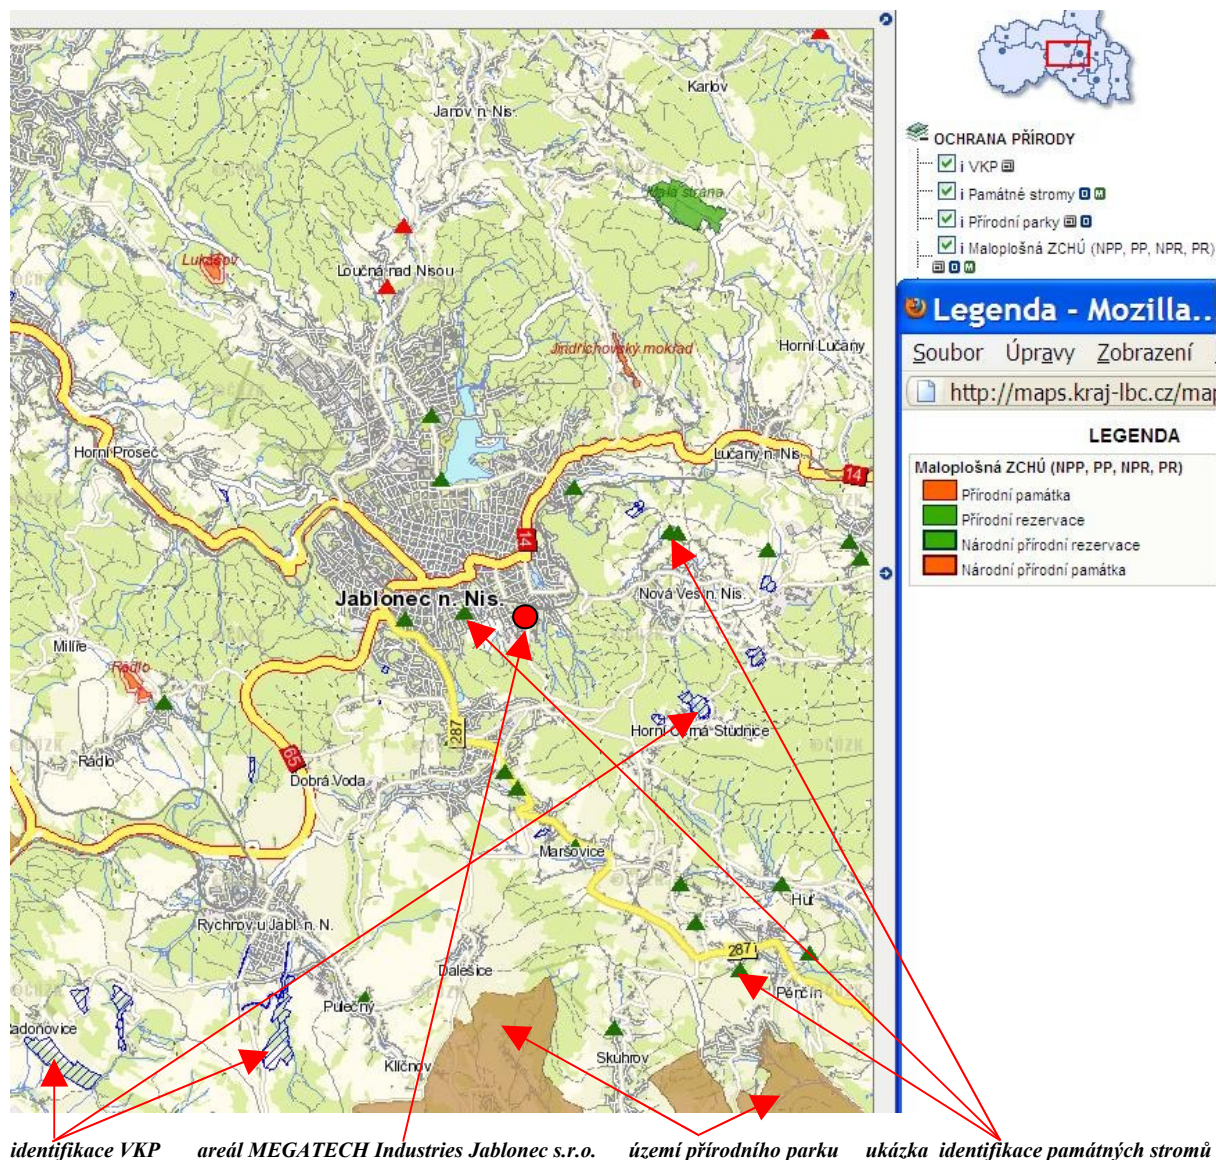 Karlov
Janov n. Nis.
Malá strana
Lukášov
Loučná nad Nisou
Jindřichovský mokřad
Horní Lučany
Horní Proseč
Lučany n. Nis.
14
14
Jablonec n. Nis.
Nová Ves n. Nis.
Milíře
Rádlo
Horní Černá Studnice
287
65
Rádlo
Dobrá Voda
Maršovice
Huť
Rychnov u Jabl. n. N.
287
Dalešice
Pěnčín
Pulečný
adonovice
Skuhrov
Klíčnov
©ČÚZK
OCHRANA PŘÍRODY
i VKP
i Památné stromy
i Přírodní parky
i Maloplošná ZCHÚ (NPP, PP, NPR, PR)
Legenda - Mozilla...
Soubor Úpravy Zobrazení
http://maps.kraj-lbc.cz/map
LEGENDA
Maloplošná ZCHÚ (NPP, PP, NPR, PR)
Přírodní památka
Přírodní rezervace
Národní přírodní rezervace
Národní přírodní památka
identifikace VKP areál MEGATECH Industries Jablonec s.r.o. území přírodního parku ukázka identifikace památných stromů